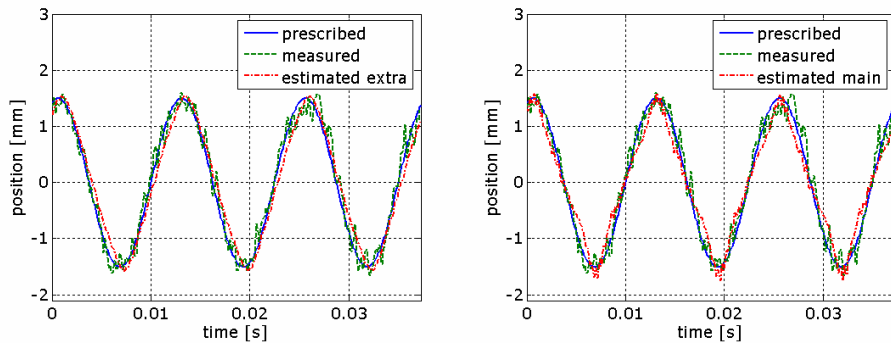 3
2
1
0
-1
-2
position [mm]
0
0.01
0.02
0.03
time [s]
prescribed
measured
estimated extra
3
2
1
0
-1
-2
position [mm]
0
0.01
0.02
0.03
time [s]
prescribed
measured
estimated main